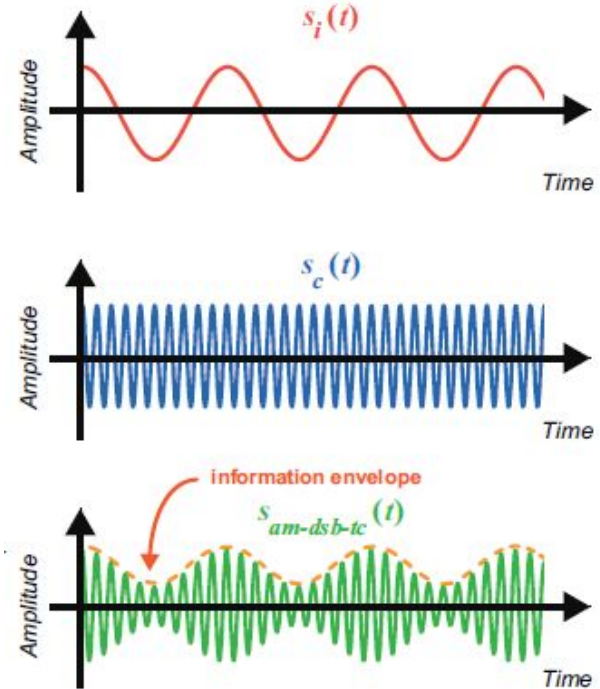 s_i(t)
Amplitude
Time
s_c(t)
Amplitude
Time
information envelope
s_am-dsb-tc(t)
Amplitude
Time